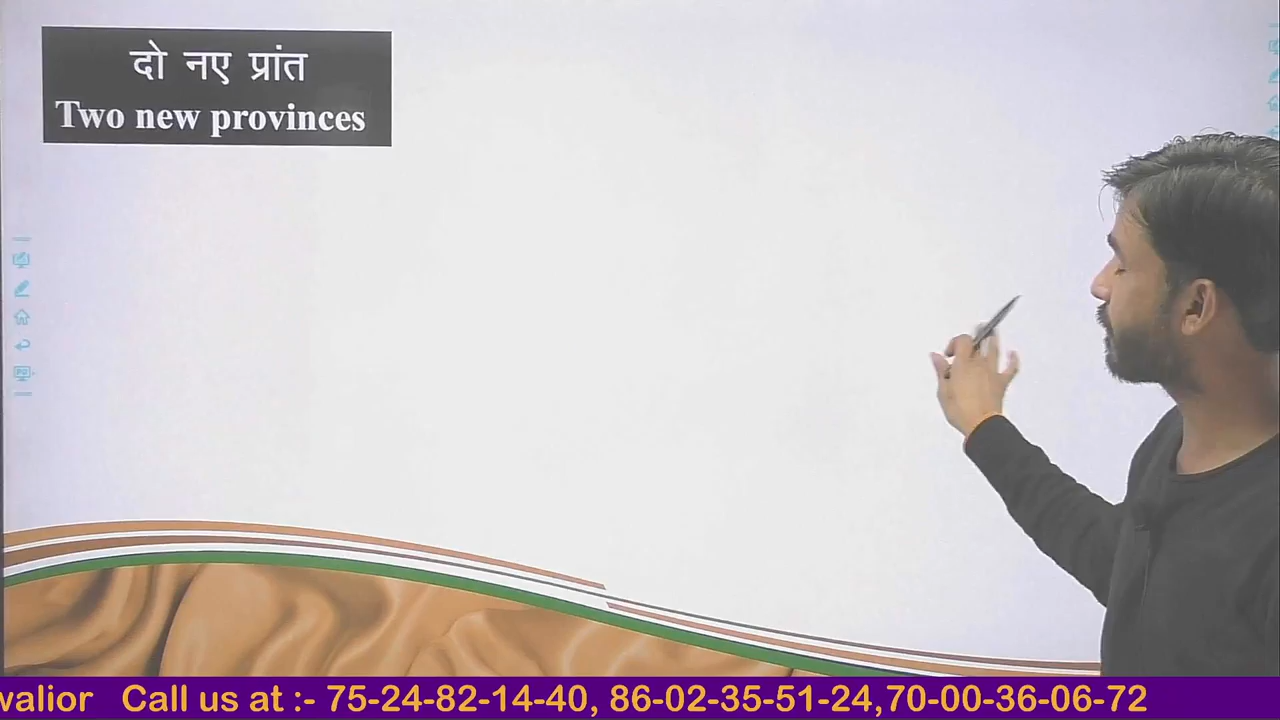 दो नए प्रांत
Two new provinces
walior Call us at :- 75-24-82-14-40, 86-02-35-51-24,70-00-36-06-72